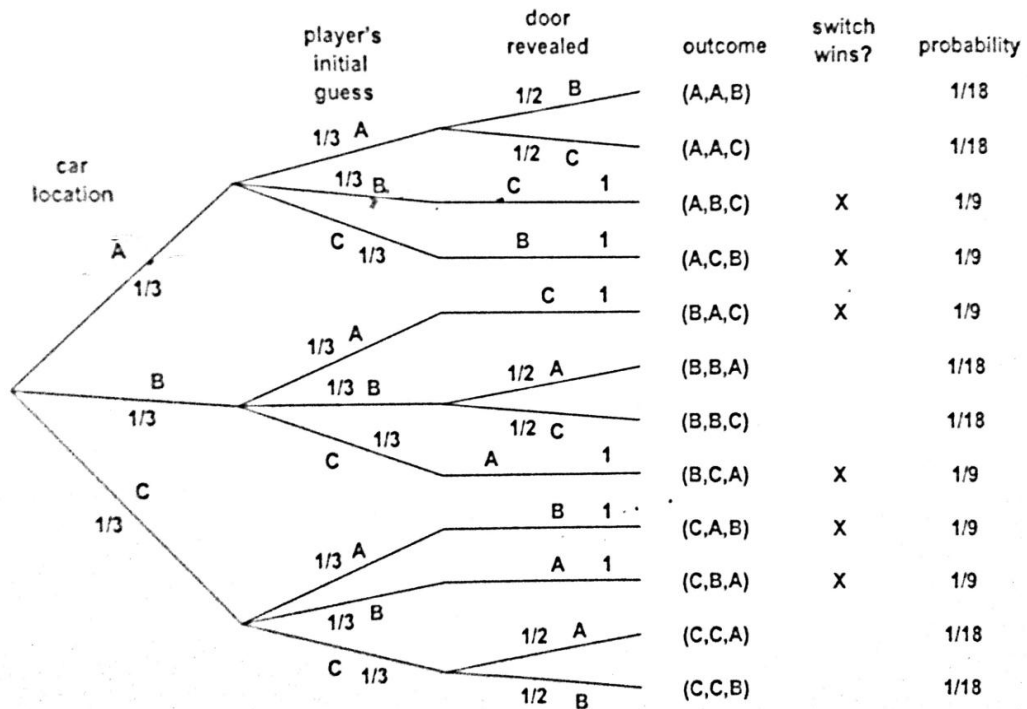 car
location
player's
initial
guess
door
revealed
outcome
switch
wins?
probability
A
1/3
B
1/3
C
1/3
1/3 A
1/3 B
C 1/3
1/2 B
1/2 C
C 1
B 1
(A,A,B) 1/18
(A,A,C) 1/18
(A,B,C) X 1/9
(A,C,B) X 1/9
1/3 A
1/3 B
1/3
C
C 1
1/2 A
1/2 C
A 1
(B,A,C) X 1/9
(B,B,A) 1/18
(B,B,C) 1/18
(B,C,A) X 1/9
1/3 A
1/3 B
C 1/3
B 1
A 1
1/2 A
1/2 B
(C,A,B) X 1/9
(C,B,A) X 1/9
(C,C,A) 1/18
(C,C,B) 1/18